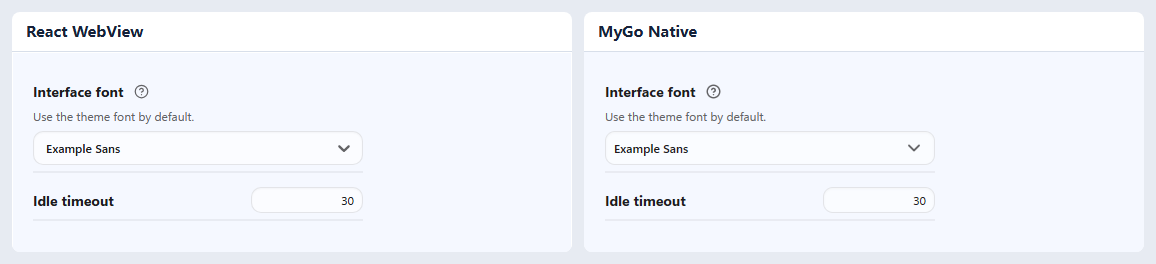 React WebView
Interface font
Use the theme font by default.
Example Sans
Idle timeout 30
MyGo Native
Interface font
Use the theme font by default.
Example Sans
Idle timeout 30